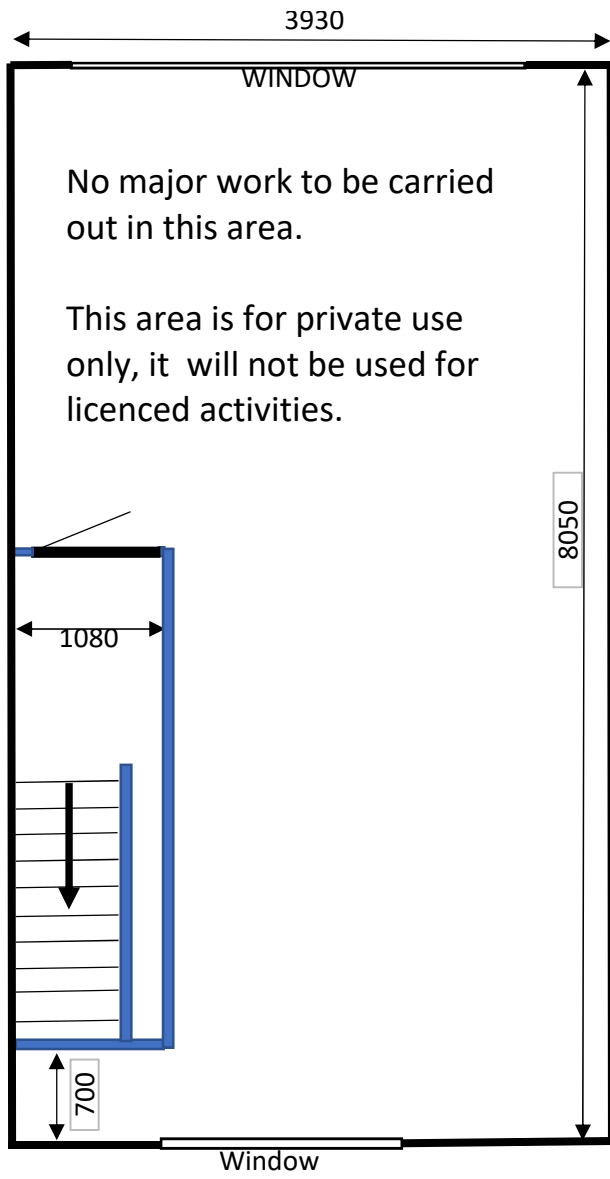 3930
WINDOW
No major work to be carried
out in this area.
This area is for private use
only, it  will not be used for
licenced activities.
8050
1080
700
Window